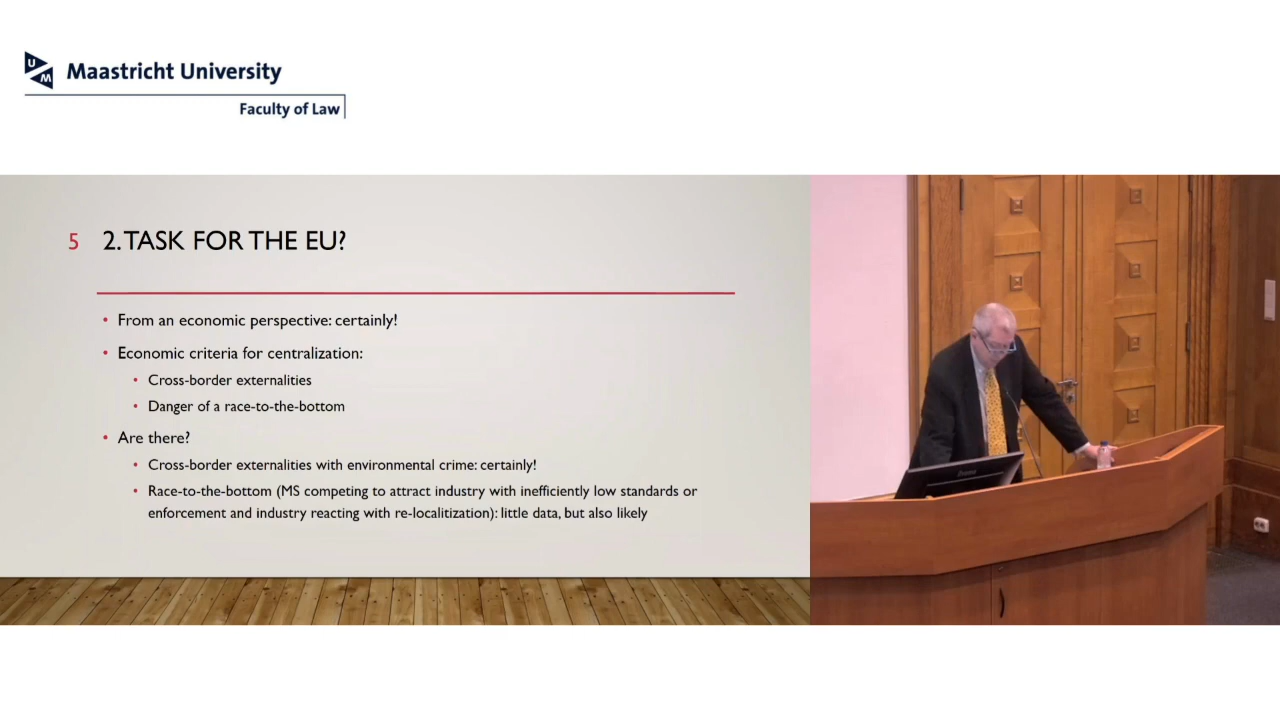 U
M
Maastricht University
Faculty of Law
5 2. TASK FOR THE EU?
• From an economic perspective: certainly!
• Economic criteria for centralization:
• Cross-border externalities
• Danger of a race-to-the-bottom
• Are there?
• Cross-border externalities with environmental crime: certainly!
• Race-to-the-bottom (MS competing to attract industry with inefficiently low standards or
enforcement and industry reacting with re-localitization): little data, but also likely